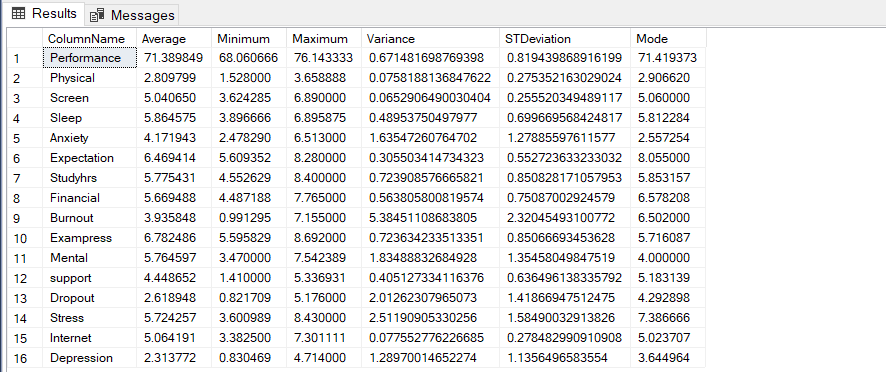 Results Messages
ColumnName Average Minimum Maximum Variance STDeviation Mode
1 Performance 71.389849 68.060666 76.143333 0.671481698769398 0.819439868916199 71.419373
2 Physical 2.809799 1.528000 3.658888 0.0758188136847622 0.275352163029024 2.906620
3 Screen 5.040650 3.624285 6.890000 0.0652906490030404 0.255520349489117 5.060000
4 Sleep 5.864575 3.896666 6.895875 0.48953750497977 0.699669568424817 5.812284
5 Anxiety 4.171943 2.478290 6.513000 1.63547260764702 1.27885597611577 2.557254
6 Expectation 6.469414 5.609352 8.280000 0.305503414734323 0.552723633233032 8.055000
7 Studyhrs 5.775431 4.552629 8.400000 0.723908576665821 0.850828171057953 5.853157
8 Financial 5.669488 4.487188 7.765000 0.563805800819574 0.75087002924579 6.578208
9 Burnout 3.935848 0.991295 7.155000 5.38451108683805 2.32045493100772 6.502000
10 Exampress 6.782486 5.595829 8.692000 0.723634233513351 0.85066693453628 5.716087
11 Mental 5.764597 3.470000 7.542389 1.83488832684928 1.35458049847519 4.000000
12 support 4.448652 1.410000 5.336931 0.405127334116376 0.636496138335792 5.183139
13 Dropout 2.618948 0.821709 5.176000 2.01262307965073 1.41866947512475 4.292898
14 Stress 5.724257 3.600989 8.430000 2.51190905330256 1.58490032913826 7.386666
15 Internet 5.064191 3.382500 7.301111 0.077552776226685 0.278482990910908 5.023707
16 Depression 2.313772 0.830469 4.714000 1.28970014652274 1.1356496583554 3.644964